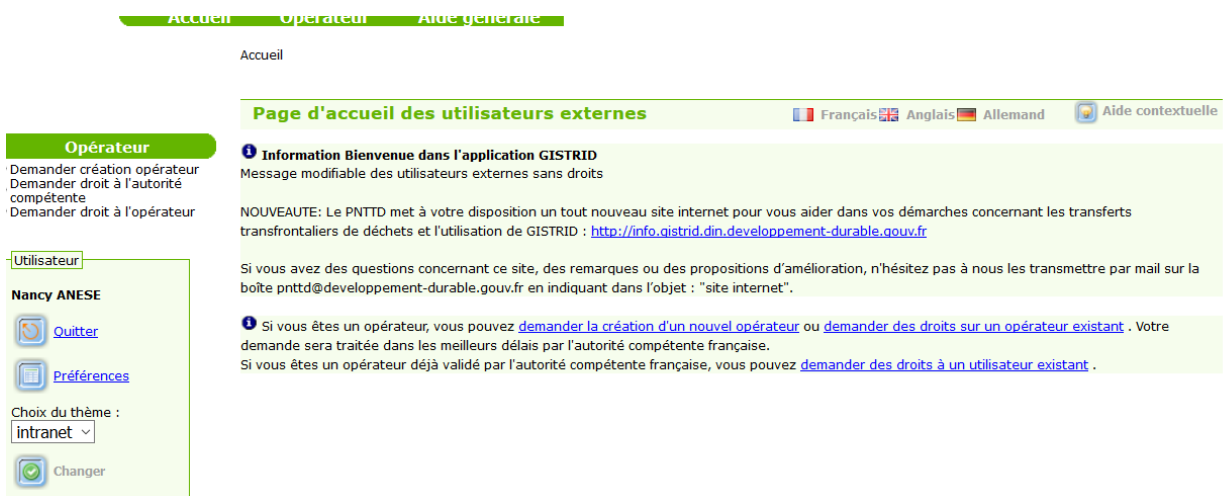 Accueil Opérateur Aide générale
Accueil
Page d'accueil des utilisateurs externes Français Anglais Allemand Aide contextuelle
Opérateur
Demander création opérateur
Demander droit à l'autorité
compétente
Demander droit à l'opérateur
Utilisateur
Nancy ANESE
Quitter
Préférences
Choix du thème :
intranet
Changer
Information Bienvenue dans l'application GISTRID
Message modifiable des utilisateurs externes sans droits
NOUVEAUTE: Le PNTTD met à votre disposition un tout nouveau site internet pour vous aider dans vos démarches concernant les transferts
transfrontaliers de déchets et l'utilisation de GISTRID : http://info.gistrid.din.developpement-durable.gouv.fr
Si vous avez des questions concernant ce site, des remarques ou des propositions d'amélioration, n'hésitez pas à nous les transmettre par mail sur la
boîte pnttd@developpement-durable.gouv.fr en indiquant dans l'objet : "site internet".
Si vous êtes un opérateur, vous pouvez demander la création d'un nouvel opérateur ou demander des droits sur un opérateur existant . Votre
demande sera traitée dans les meilleurs délais par l'autorité compétente française.
Si vous êtes un opérateur déjà validé par l'autorité compétente française, vous pouvez demander des droits à un utilisateur existant .